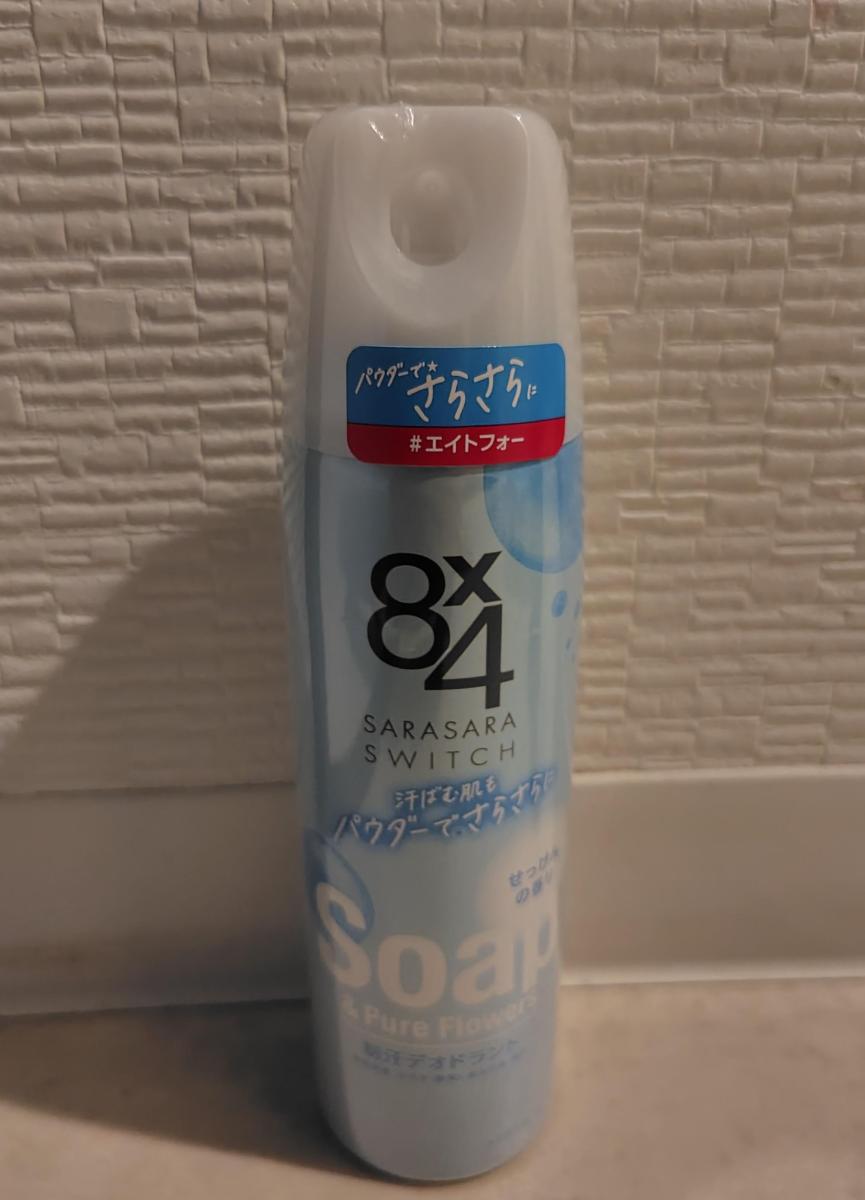 パウダーで★
さらさらに
#エイトフォー
8x4
SARASARA
SWITCH
汗ばむ肌も
パウダーでさらさらに
せっけん
の香り
Soap
& Pure Flowers
制汗デオドラント